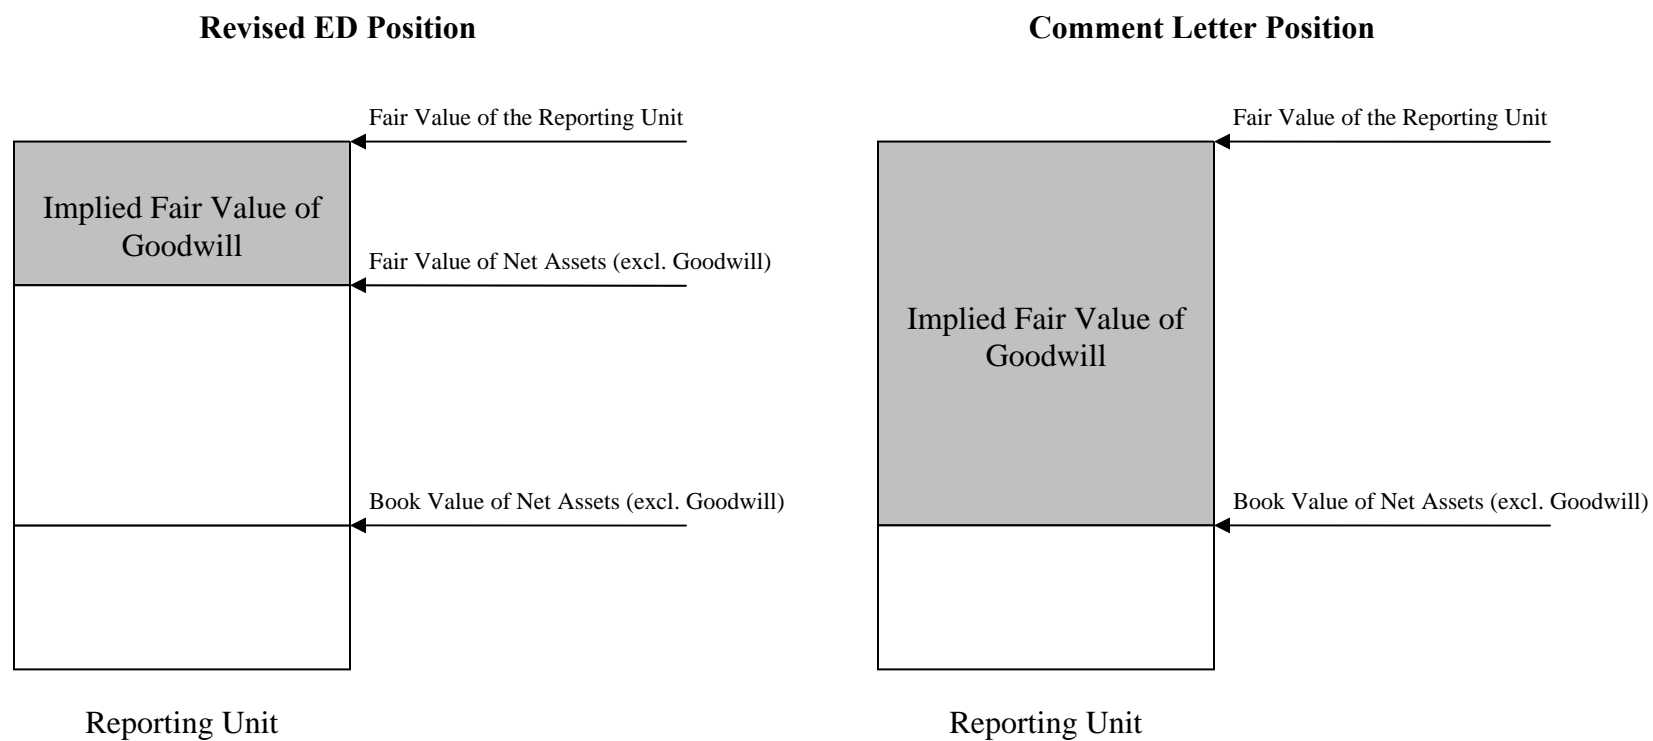 Revised ED Position
Comment Letter Position
Fair Value of the Reporting Unit
Fair Value of the Reporting Unit
Implied Fair Value of
Goodwill
Fair Value of Net Assets (excl. Goodwill)
Implied Fair Value of
Goodwill
Book Value of Net Assets (excl. Goodwill)
Book Value of Net Assets (excl. Goodwill)
Reporting Unit
Reporting Unit